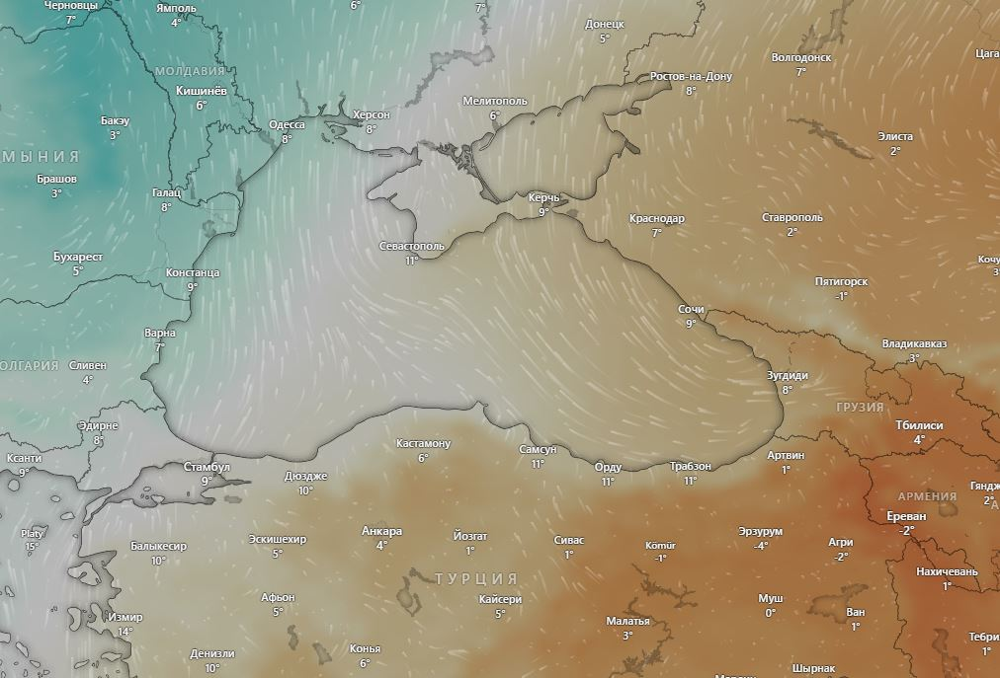 Черновцы
7°
Ямполь
4°
6°
7°
Донецк
5°
Волгодонск
7°
Цага
МОЛДАВИЯ
Кишинёв
6°
Ростов-на-Дону
8°
Мелитополь
6°
Херсон
8°
Одесса
8°
Бакэу
3°
Элиста
2°
МЫНИЯ
Брашов
3°
Галац
8°
Керчь
9°
Краснодар
7°
Ставрополь
2°
Севастополь
11°
Бухарест
5°
Констанца
9°
Кочу
3°
Пятигорск
-1°
Сочи
9°
Варна
7°
Владикавказ
3°
ОЛГАРИЯ
Сливен
4°
Зугдиди
8°
ГРУЗИЯ
Тбилиси
4°
Эдирне
8°
Ксанти
9°
Стамбул
9°
Дюздже
10°
Кастамону
6°
Самсун
11°
Орду
11°
Трабзон
11°
Артвин
1°
Гяндж
2°
АРМЕНИЯ
А
Ереван
-2°
Platy
15°
Балыкесир
10°
Эскишехир
5°
Анкара
4°
Йозгат
1°
Сивас
1°
Kömür
-1°
Эрзурум
-4°
Агри
-2°
Нахичевань
1°
ТУРЦИЯ
Афьон
5°
Кайсери
5°
Муш
0°
Ван
1°
Измир
14°
Малатья
3°
Тебри
1°
Денизли
10°
Конья
6°
Шырнак